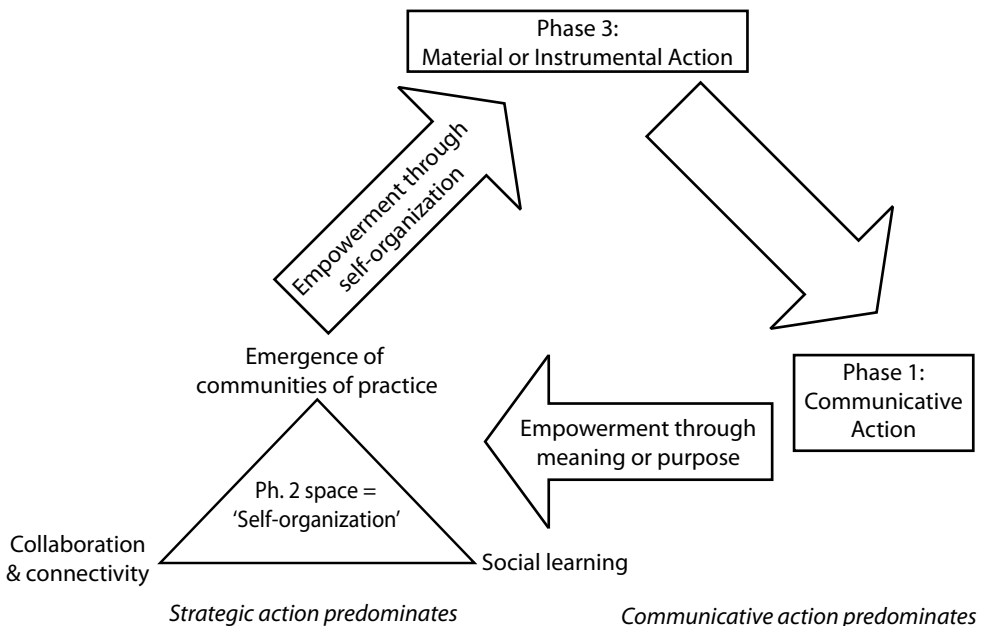 Phase 3:
Material or Instrumental Action
Empowerment through
self-organization
Emergence of
communities of practice
Phase 1:
Communicative
Action
Empowerment through
meaning or purpose
Ph. 2 space =
‘Self-organization’
Collaboration
& connectivity
Social learning
Strategic action predominates
Communicative action predominates